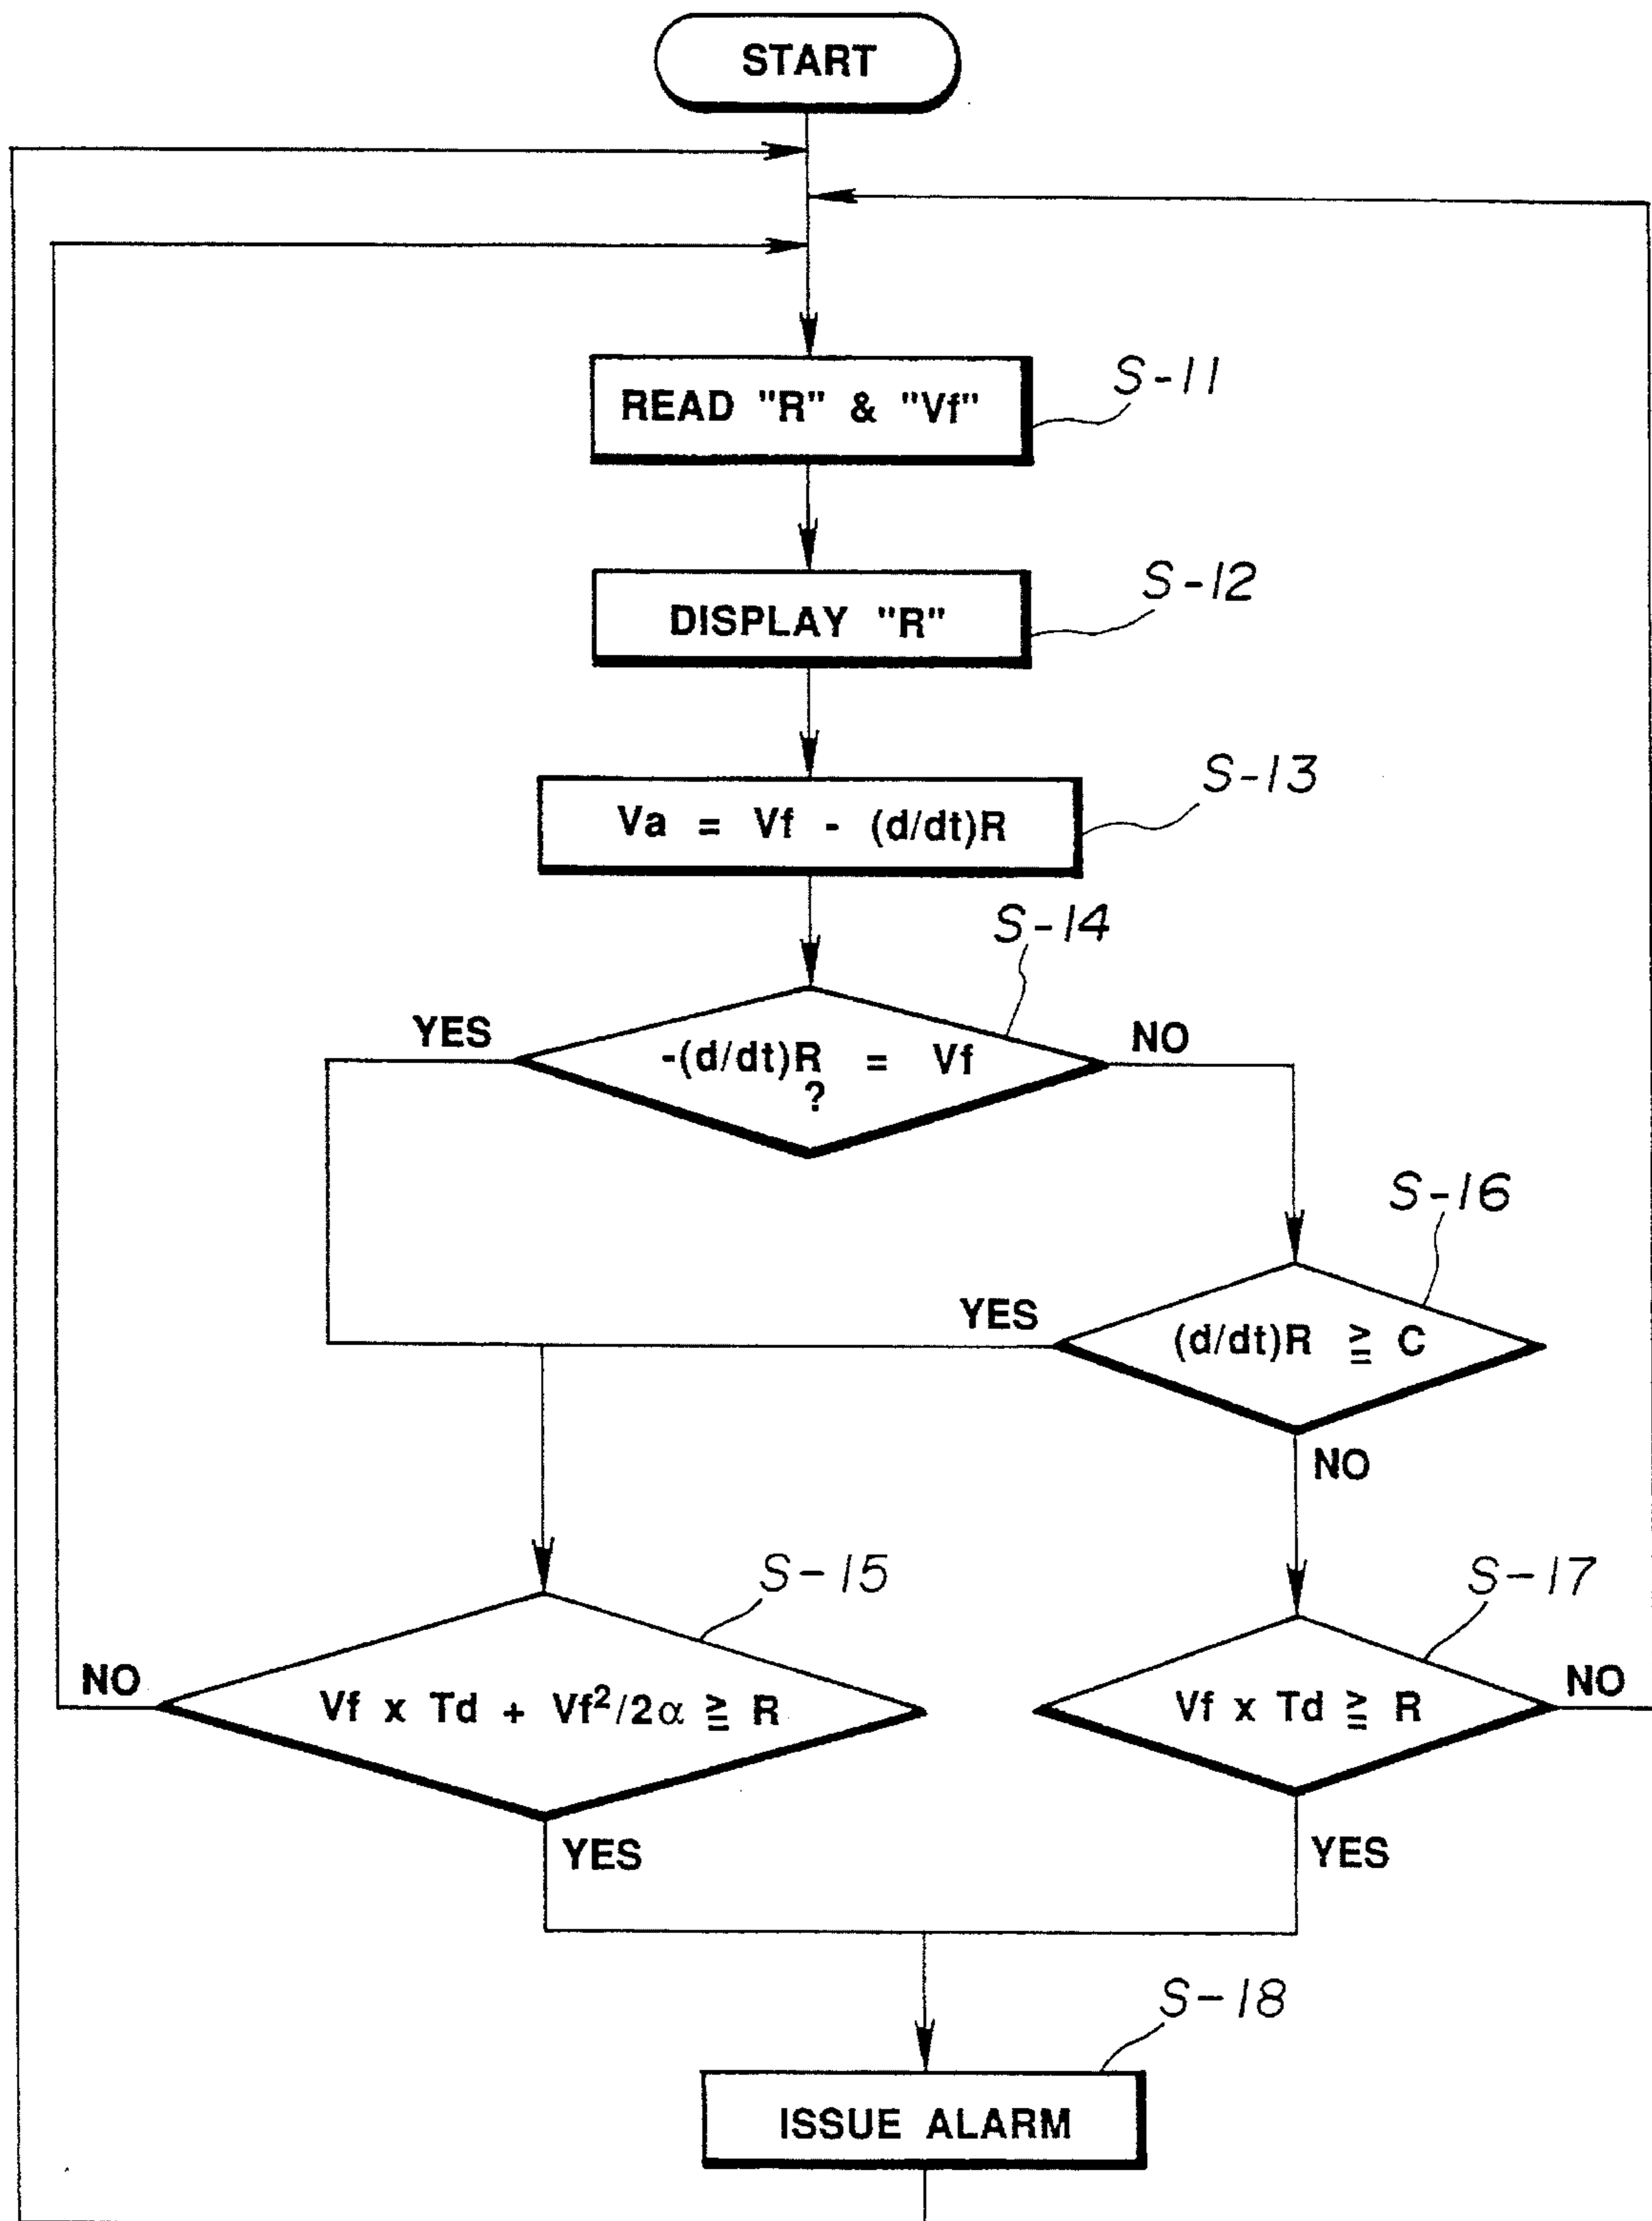 START
READ "R" & "Vf"
S-11
DISPLAY "R"
S-12
Va = Vf - (d/dt)R
S-13
S-14
YES
-(d/dt)R = Vf
?
NO
S-16
YES
(d/dt)R ≧ C
NO
S-15
S-17
NO
Vf x Td + Vf²/2α ≧ R
Vf x Td ≧ R
NO
YES
YES
S-18
ISSUE ALARM